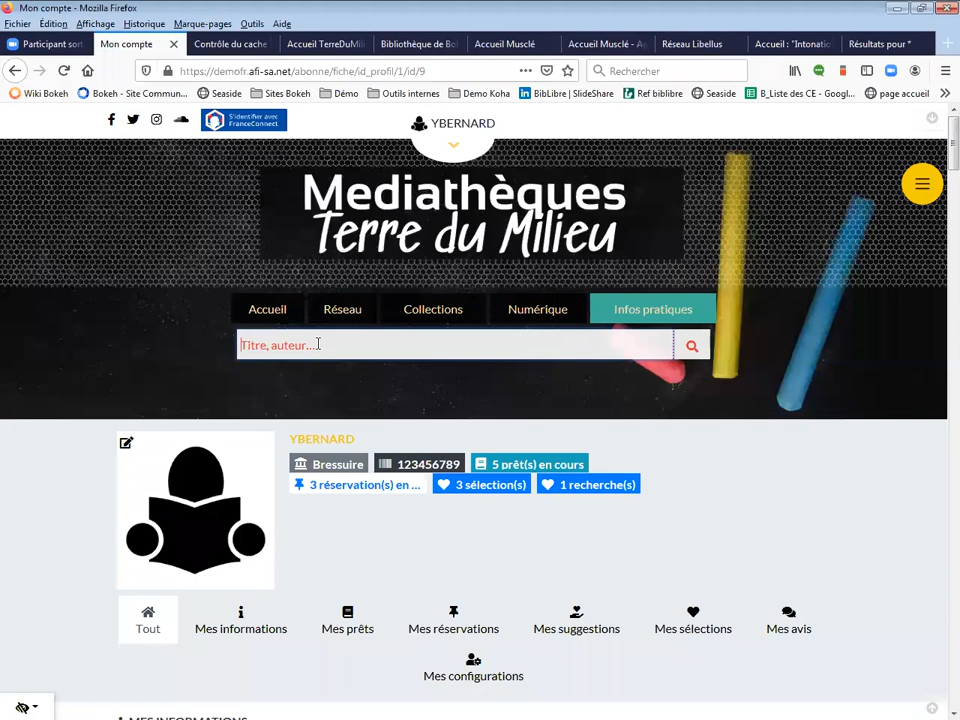 Mon compte - Mozilla Firefox
Fichier Édition Affichage Historique Marque-pages Outils Aide
Participant sort Mon compte Contrôle du cache Accueil TerreDuMili Bibliothèque de Bol Accueil Musclé Accueil Musclé - Ag Réseau Libellus Accueil : "Intonatio Résultats pour *
https://demofr.afi-sa.net/abonne/fiche/id_profil/1/id/9 Rechercher
Wiki Bokeh Bokeh - Site Commun... Seaside Sites Bokeh Démo Outils internes Demo Koha BibLibre | SlideShare Ref biblibre Seaside B_Liste des CE - Googl... page accueil
S'identifier avec
FranceConnect
YBERNARD
Mediathèques
Terre du Milieu
Accueil Réseau Collections Numérique Infos pratiques
Titre, auteur...
YBERNARD
Bressuire 123456789 5 prêt(s) en cours
3 réservation(s) en ... 3 sélection(s) 1 recherche(s)
Tout Mes informations Mes prêts Mes réservations Mes suggestions Mes sélections Mes avis
Mes configurations
MES INFORMATIONS